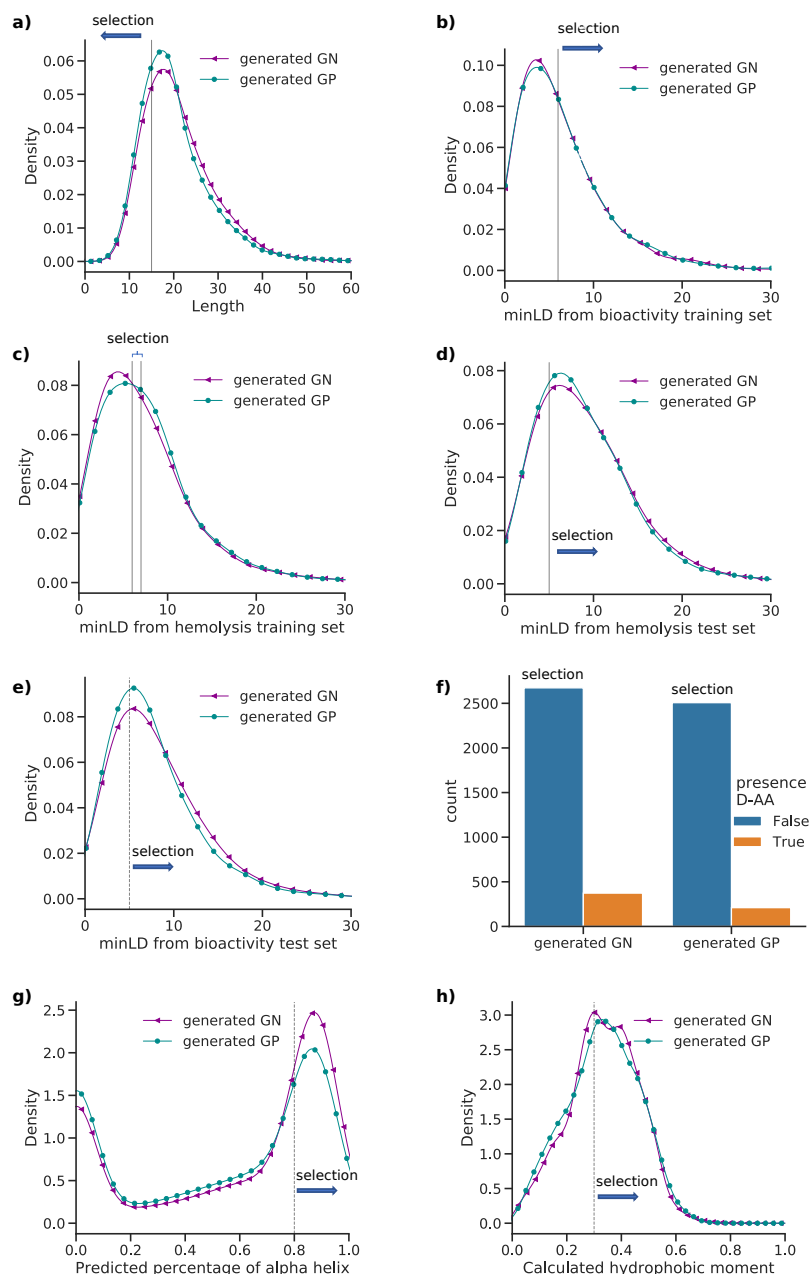 a)
selection
generated GN
generated GP
0.06
0.05
0.04
0.03
0.02
0.01
0.00
Density
0 10 20 30 40 50 60
Length
b)
selection
generated GN
generated GP
0.10
0.08
0.06
0.04
0.02
0.00
Density
0 10 20 30
minLD from bioactivity training set
c)
selection
generated GN
generated GP
0.08
0.06
0.04
0.02
0.00
Density
0 10 20 30
minLD from hemolysis training set
d)
generated GN
generated GP
0.08
0.06
0.04
0.02
0.00
Density
selection
0 10 20 30
minLD from hemolysis test set
e)
generated GN
generated GP
0.08
0.06
0.04
0.02
0.00
Density
selection
0 10 20 30
minLD from bioactivity test set
f)
selection
selection
2500
2000
1500
1000
500
0
count
presence
D-AA
False
True
generated GN generated GP
g)
generated GN
generated GP
2.5
2.0
1.5
1.0
0.5
0.0
Density
selection
0.0 0.2 0.4 0.6 0.8 1.0
Predicted percentage of alpha helix
h)
generated GN
generated GP
3.0
2.5
2.0
1.5
1.0
0.5
0.0
Density
selection
0.0 0.2 0.4 0.6 0.8 1.0
Calculated hydrophobic moment